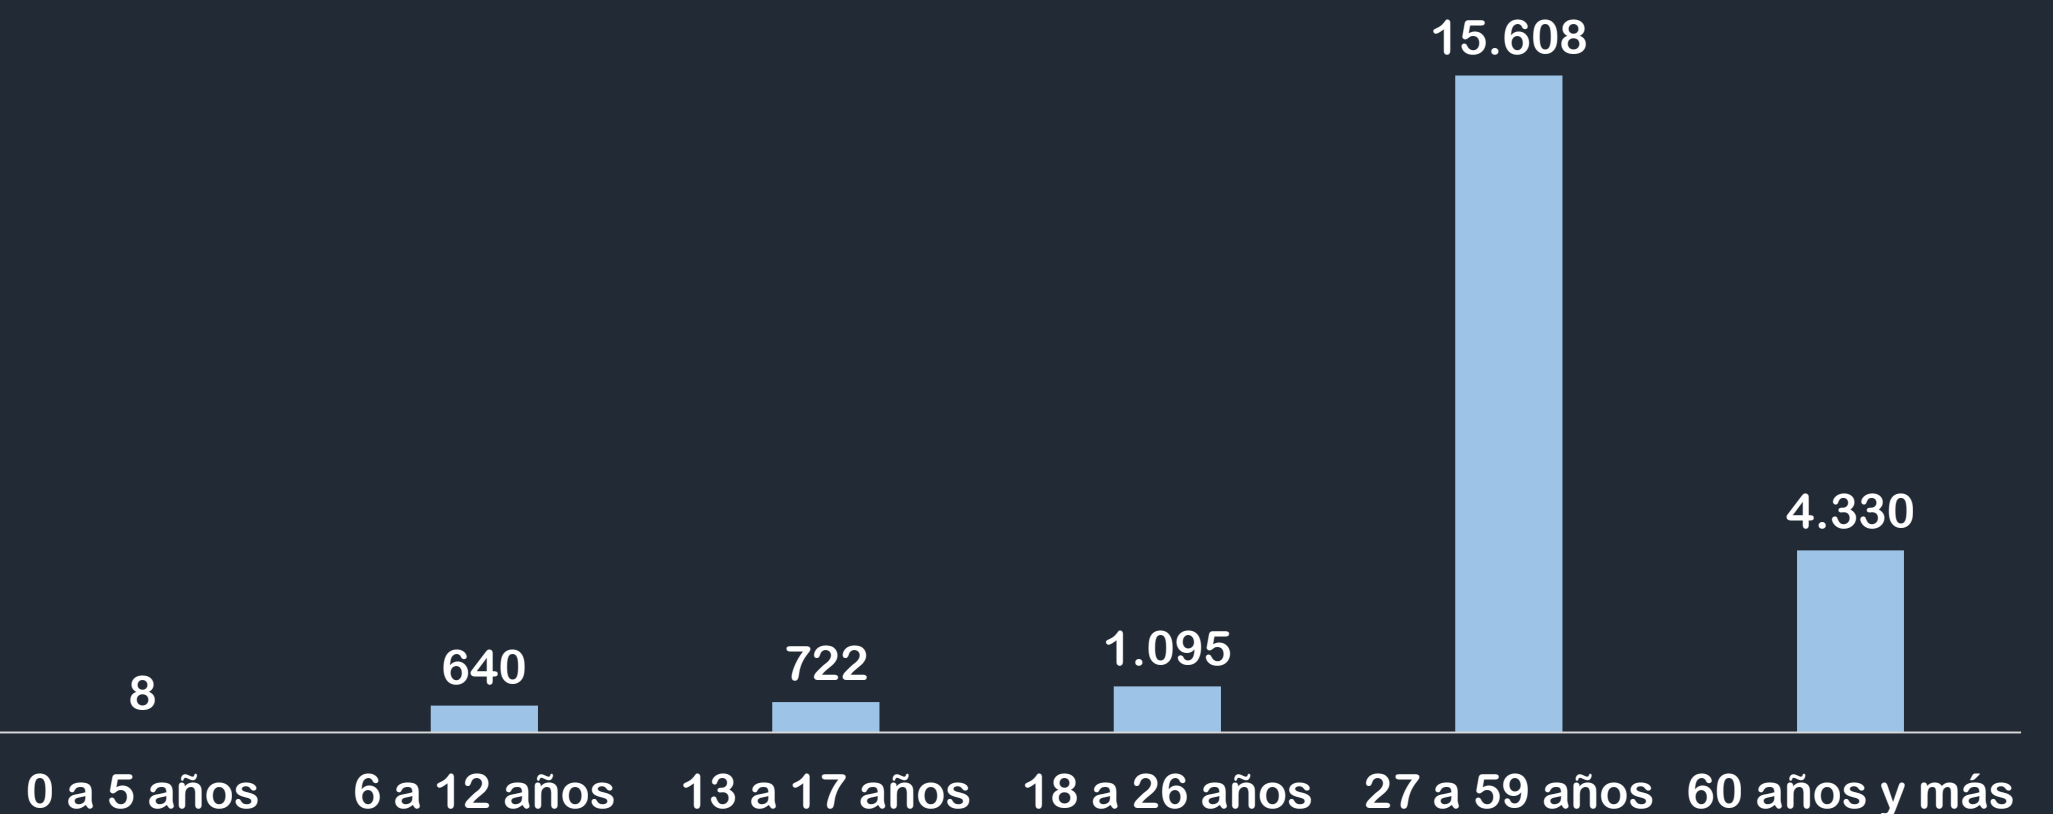 15.608
4.330
1.095
722
640
8
0 a 5 años
6 a 12 años
13 a 17 años
18 a 26 años
27 a 59 años
60 años y más